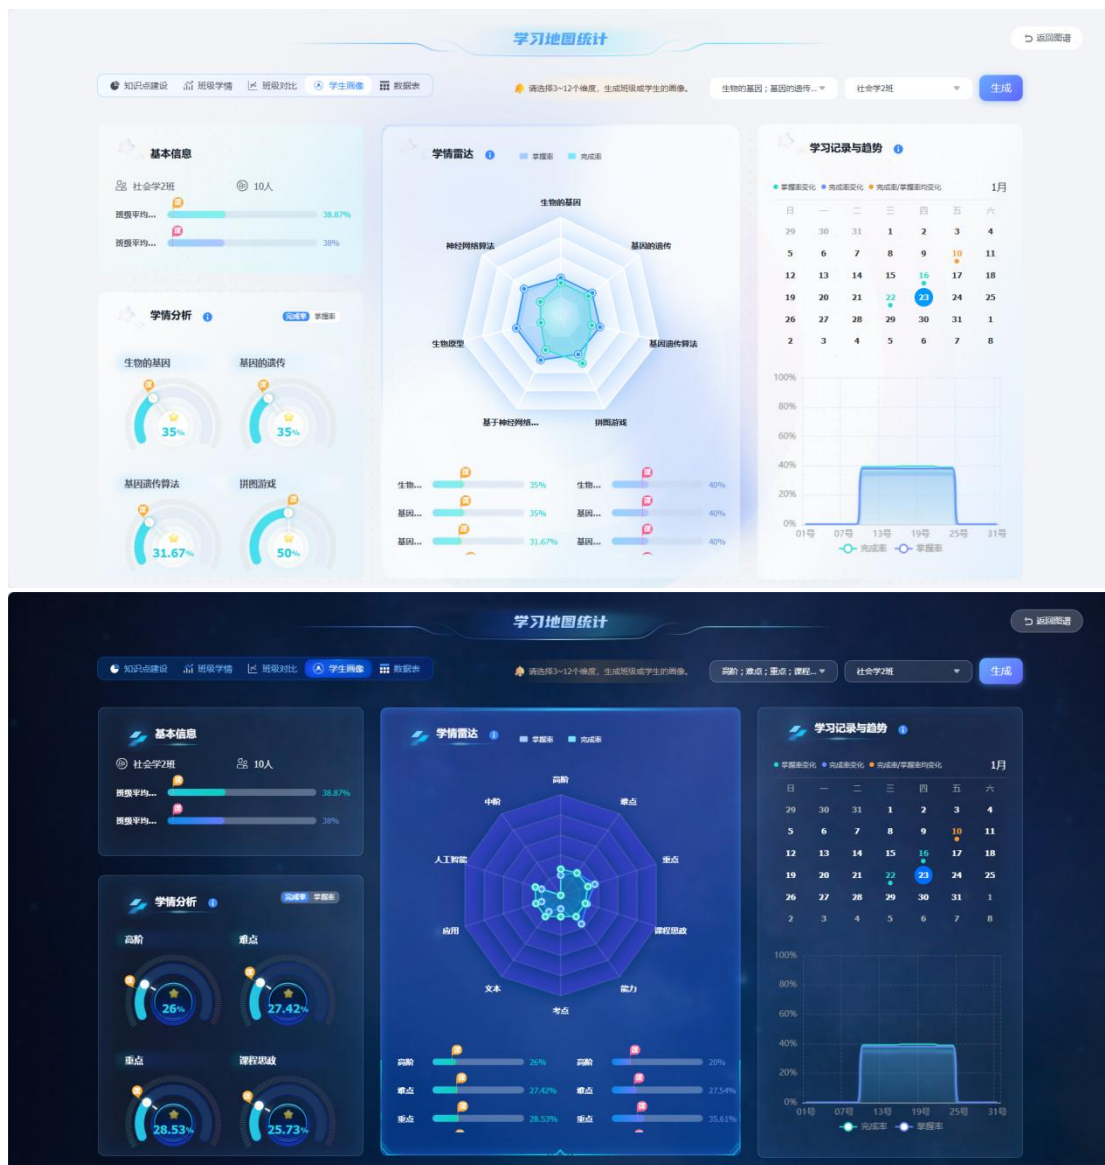 学习地图统计
返回图谱
知识点建设 班级学情 班级对比 学生画像 数据表
请选择3~12个维度，生成班级或学生的画像。
生物的基因；基因的遗传... 社会学2班 生成
基本信息
社会学2班 10人
班级平均... 课 38.87%
班级平均... 课 38%
学情分析 完成率 掌握率
生物的基因 基因的遗传
课 35% 课 35%
基因遗传算法 拼图游戏
课 31.67% 课 50%
学情雷达 掌握率 完成率
生物的基因
神经网络算法 基因的遗传
生物原型 基因遗传算法
基于神经网络... 拼图游戏
生物... 课 35% 生物... 课 40%
基因... 课 35% 基因... 课 40%
基因... 课 31.67% 基因... 课 40%
学习记录与趋势
掌握率变化 完成率变化 完成率/掌握率均变化 1月
日 一 二 三 四 五 六
29 30 31 1 2 3 4
5 6 7 8 9 10 11
12 13 14 15 16 17 18
19 20 21 22 23 24 25
26 27 28 29 30 31 1
2 3 4 5 6 7 8
100%
80%
60%
40%
20%
0%
01号 07号 13号 19号 25号 31号
完成率 掌握率
学习地图统计
返回图谱
知识点建设 班级学情 班级对比 学生画像 数据表
请选择3~12个维度，生成班级或学生的画像。
高阶；难点；重点；课程... 社会学2班 生成
基本信息
社会学2班 10人
班级平均... 课 38.87%
班级平均... 课 38%
学情分析 完成率 掌握率
高阶 难点
课 26% 课 27.42%
重点 课程思政
课 28.53% 课 25.73%
学情雷达 掌握率 完成率
高阶
中阶 难点
人工智能 重点
应用 课程思政
文本 能力
考点
高阶 课 26% 高阶 课 20%
难点 课 27.42% 难点 课 27.54%
重点 课 28.53% 重点 课 35.61%
学习记录与趋势
掌握率变化 完成率变化 完成率/掌握率均变化 1月
日 一 二 三 四 五 六
29 30 31 1 2 3 4
5 6 7 8 9 10 11
12 13 14 15 16 17 18
19 20 21 22 23 24 25
26 27 28 29 30 31 1
2 3 4 5 6 7 8
100%
80%
60%
40%
20%
0%
01号 07号 13号 19号 25号 31号
完成率 掌握率